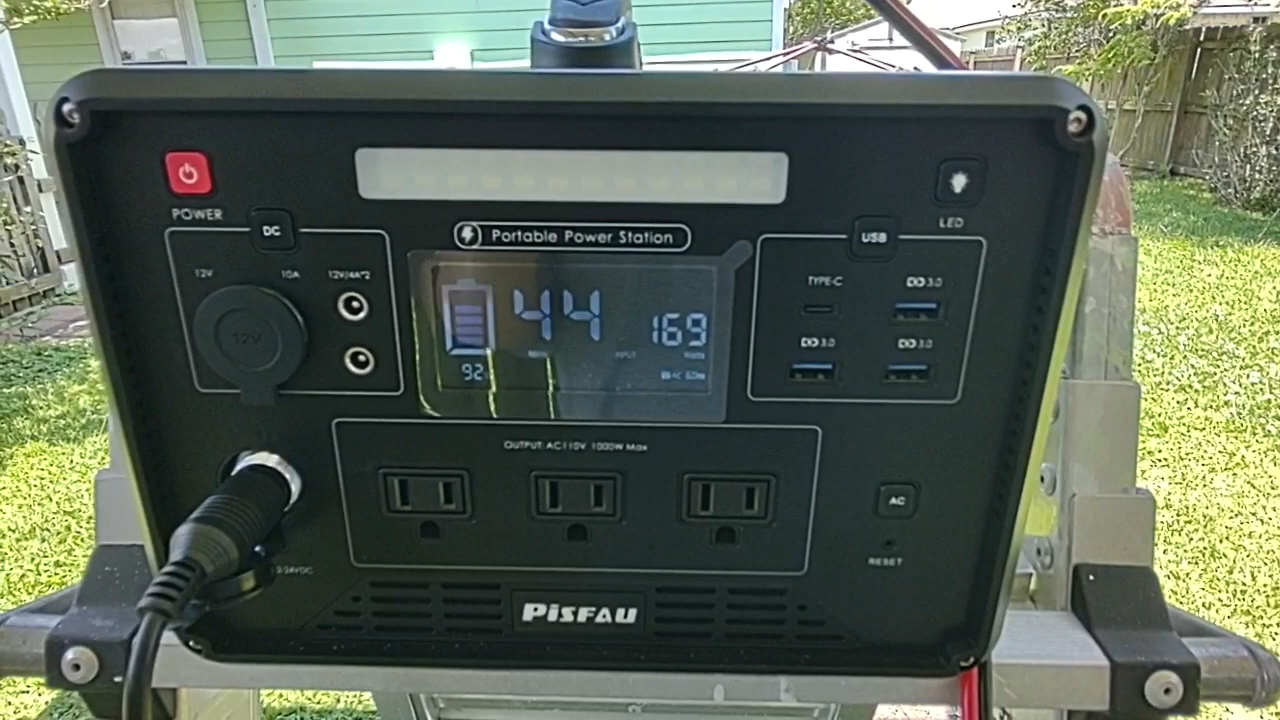 POWER
DC
Portable Power Station
USB
LED
12V
10A
12V/4A*2
TYPE-C
3.0
12V
44
169
INPUT
Watts
92
3.0
3.0
OUTPUT: AC110V 1000W Max
AC
RESET
PISFAU